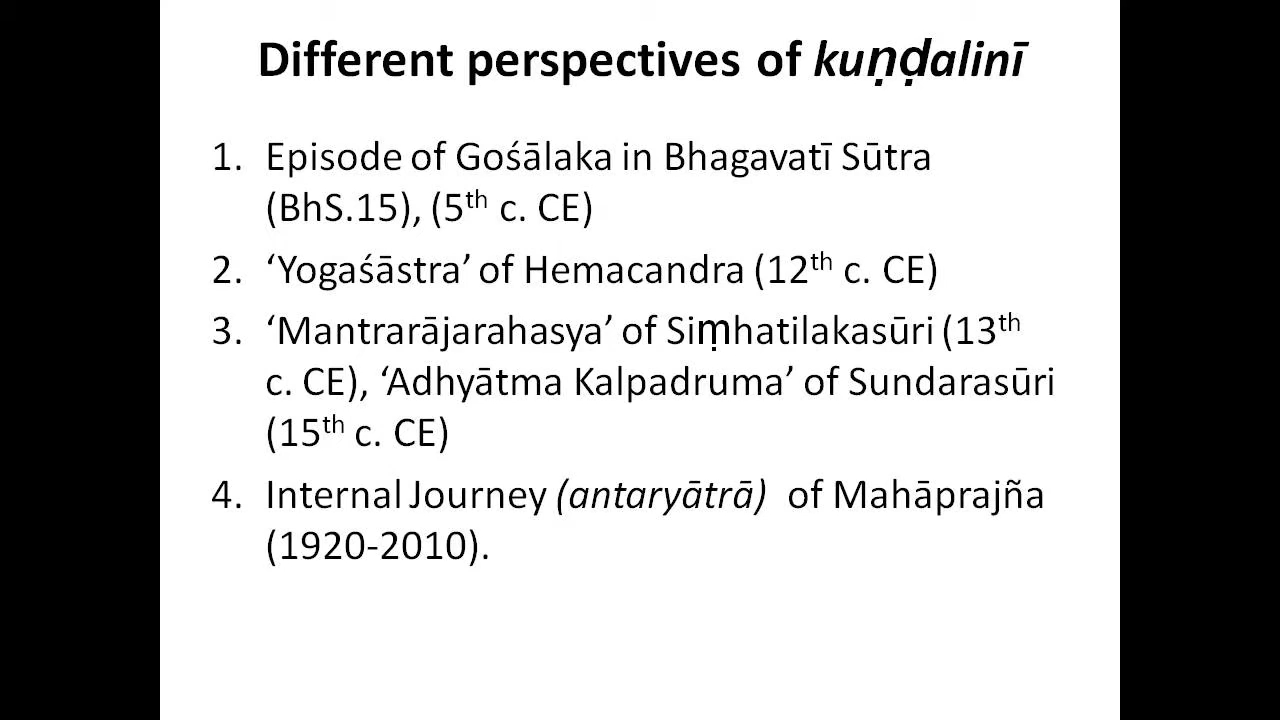 Different perspectives of kuṇḍalinī
1. Episode of Gośālaka in Bhagavatī Sūtra
(BhS.15), (5th c. CE)
2. ‘Yogaśāstra’ of Hemacandra (12th c. CE)
3. ‘Mantrarājarahasya’ of Siṃhatilakasūri (13th
c. CE), ‘Adhyātma Kalpadruma’ of Sundarasūri
(15th c. CE)
4. Internal Journey (antaryātrā) of Mahāprajña
(1920-2010).